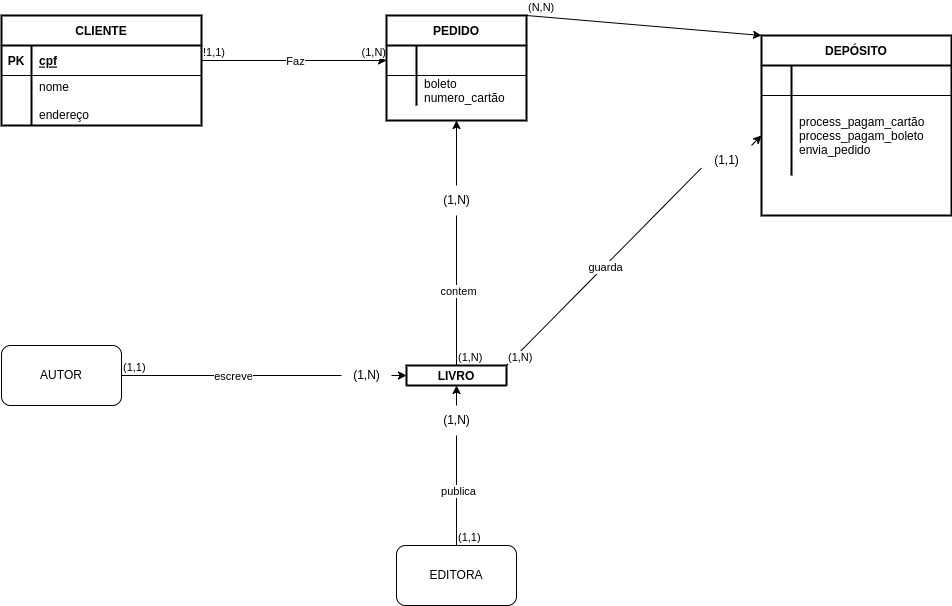 (N,N)
CLIENTE
PEDIDO
DEPÓSITO
!1,1)
(1,N)
PK
cpf
Faz
nome
endereço
boleto
numero_cartão
process_pagam_cartão
process_pagam_boleto
envia_pedido
(1,1)
(1,N)
guarda
contem
(1,N)
(1,N)
AUTOR
(1,1)
escreve
(1,N)
LIVRO
(1,N)
publica
(1,1)
EDITORA